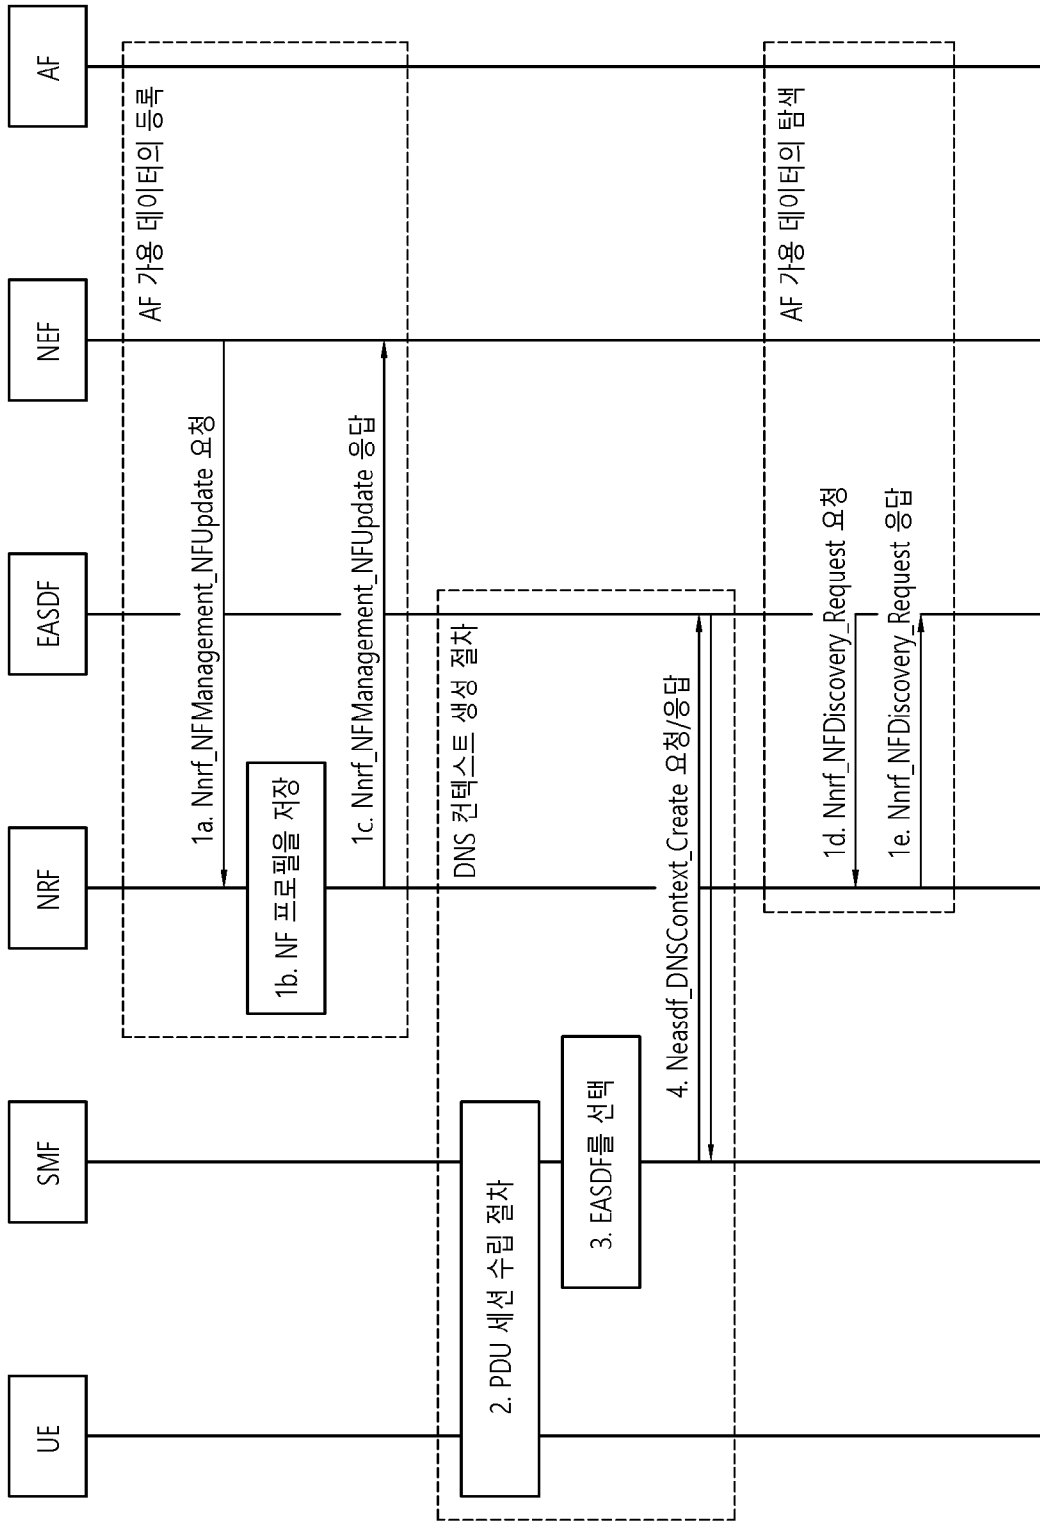 UE
SMF
NRF
EASDF
NEF
AF
AF 가용 데이터의 등록
1a. Nnrf_NFManagement_NFUpdate 요청
1b. NF 프로필을 저장
1c. Nnrf_NFManagement_NFUpdate 응답
DNS 컨텍스트 생성 절차
2. PDU 세션 수립 절차
3. EASDF를 선택
4. Neasdf_DNSContext_Create 요청/응답
AF 가용 데이터의 탐색
1d. Nnrf_NFDiscovery_Request 요청
1e. Nnrf_NFDiscovery_Request 응답